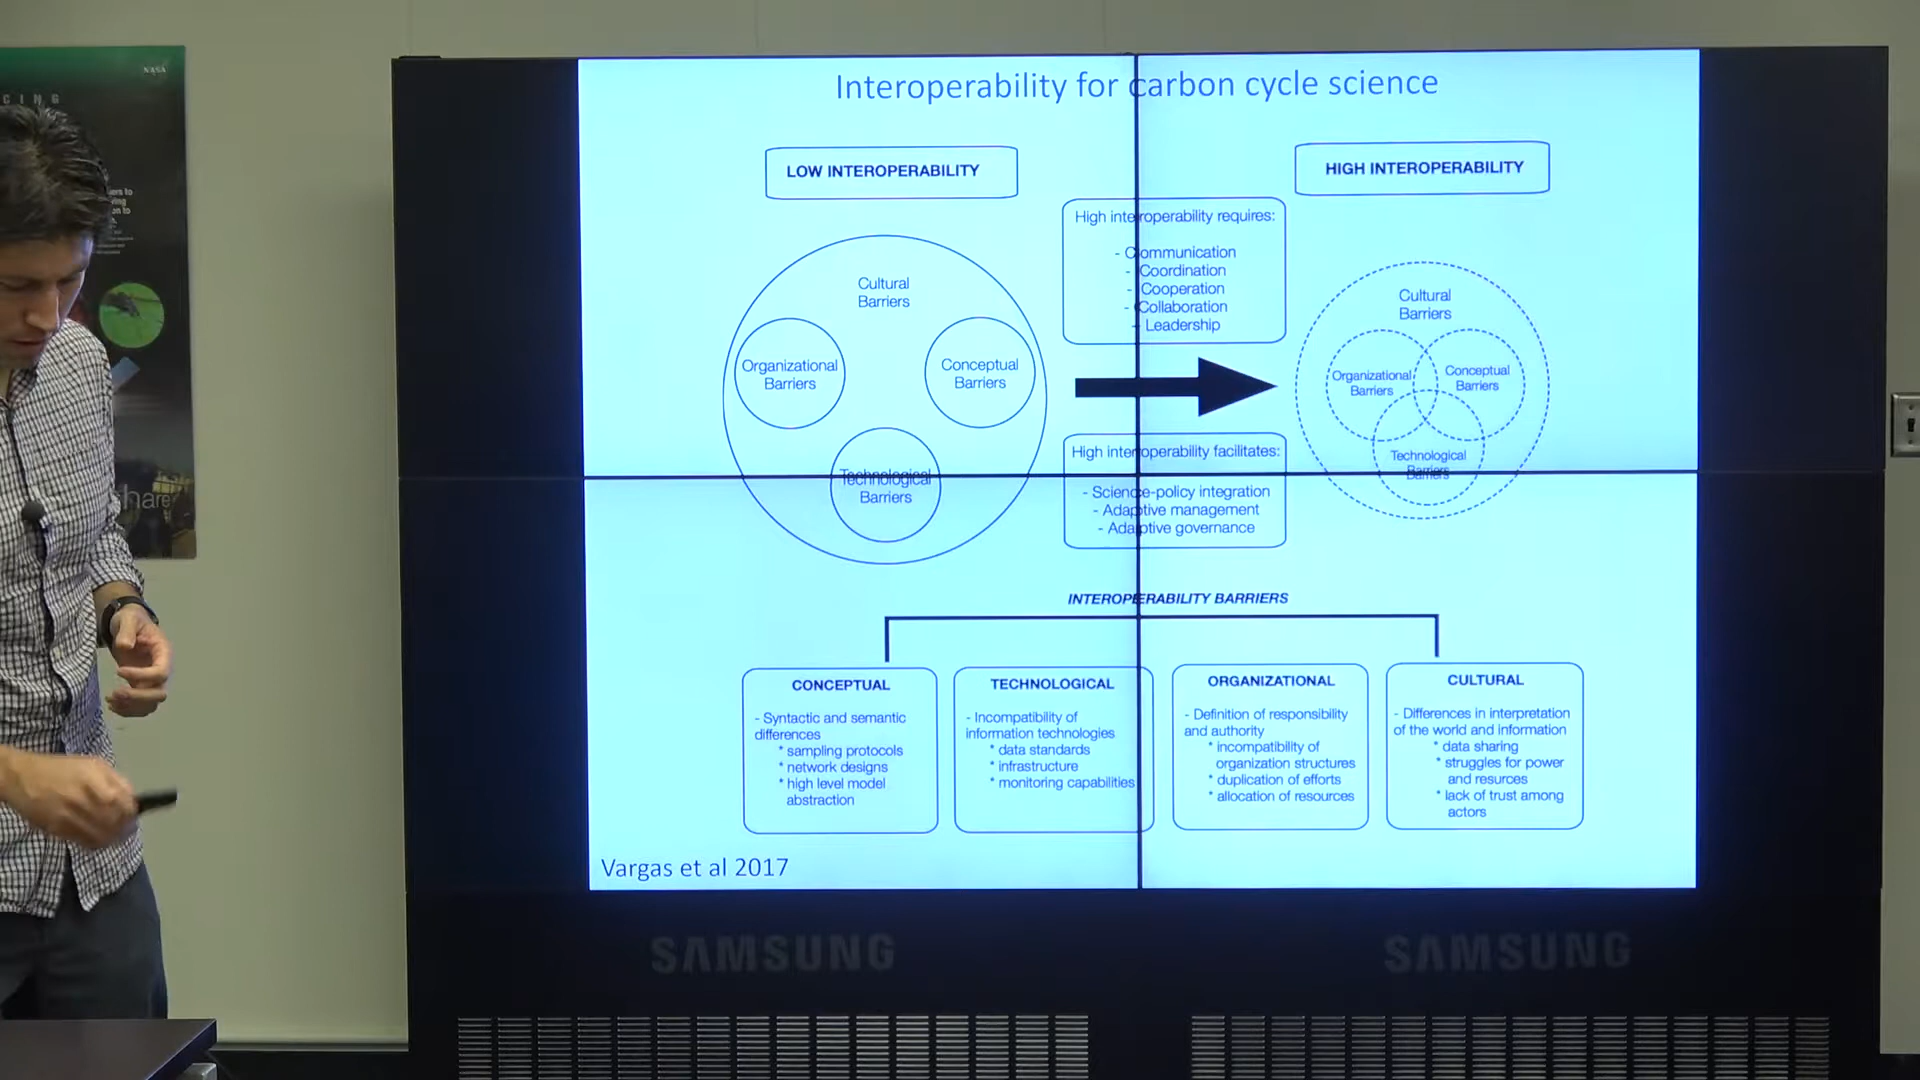 NASA
CING
share
Interoperability for carbon cycle science
LOW INTEROPERABILITY
HIGH INTEROPERABILITY
Cultural
Barriers
Organizational
Barriers
Conceptual
Barriers
Technological
Barriers
High interoperability requires:
- Communication
- Coordination
- Cooperation
- Collaboration
- Leadership
High interoperability facilitates:
- Science-policy integration
- Adaptive management
- Adaptive governance
Cultural
Barriers
Organizational
Barriers
Conceptual
Barriers
Technological
Barriers
INTEROPERABILITY BARRIERS
CONCEPTUAL
- Syntactic and semantic
differences
* sampling protocols
* network designs
* high level model
abstraction
TECHNOLOGICAL
- Incompatibility of
information technologies
* data standards
* infrastructure
* monitoring capabilities
ORGANIZATIONAL
- Definition of responsibility
and authority
* incompatibility of
organization structures
* duplication of efforts
* allocation of resources
CULTURAL
- Differences in interpretation
of the world and information
* data sharing
* struggles for power
and resurces
* lack of trust among
actors
Vargas et al 2017
SAMSUNG
SAMSUNG